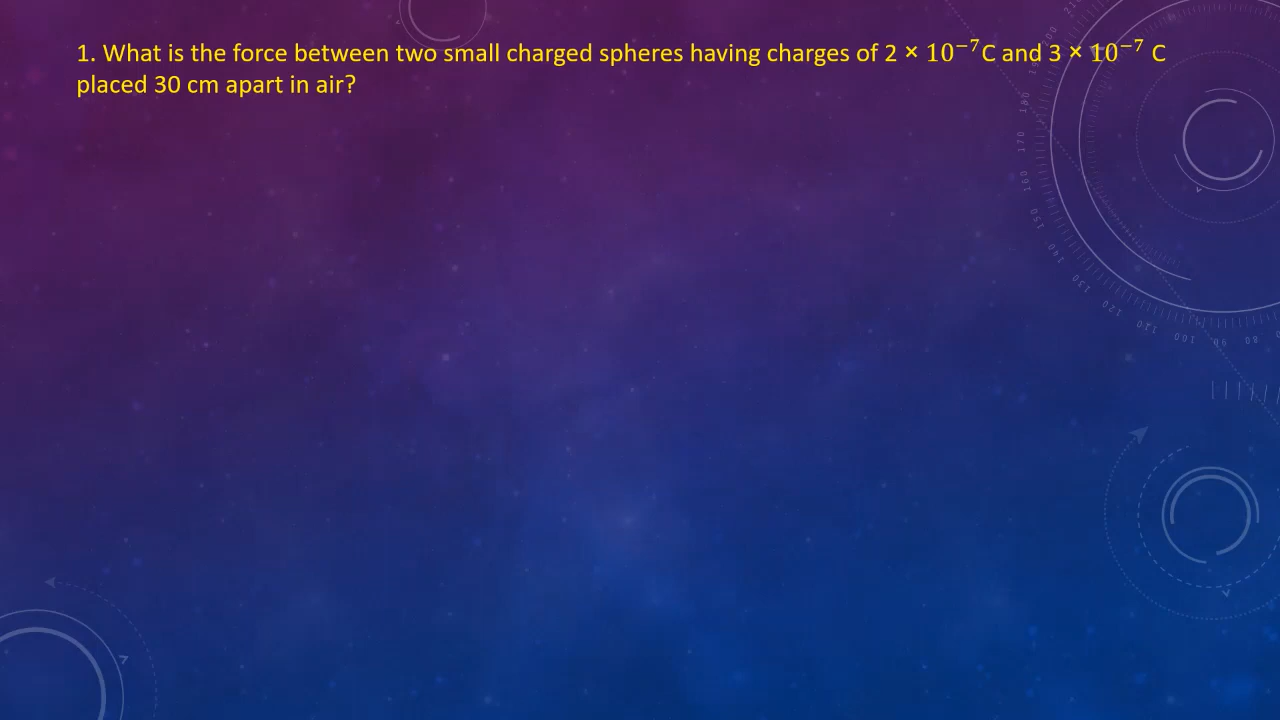 1. What is the force between two small charged spheres having charges of 2 × 10⁻⁷C and 3 × 10⁻⁷ C
placed 30 cm apart in air?